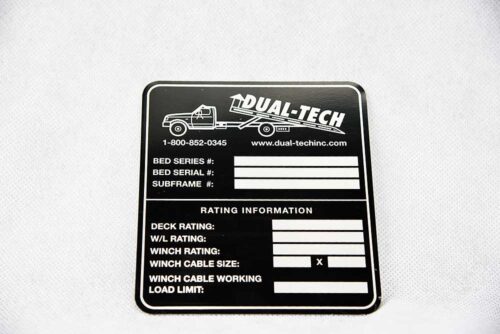 DUAL-TECH
1-800-852-0345 www.dual-techinc.com
BED SERIES #:
BED SERIAL #:
SUBFRAME #:
RATING INFORMATION
DECK RATING:
W/L RATING:
WINCH RATING:
WINCH CABLE SIZE: X
WINCH CABLE WORKING
LOAD LIMIT: